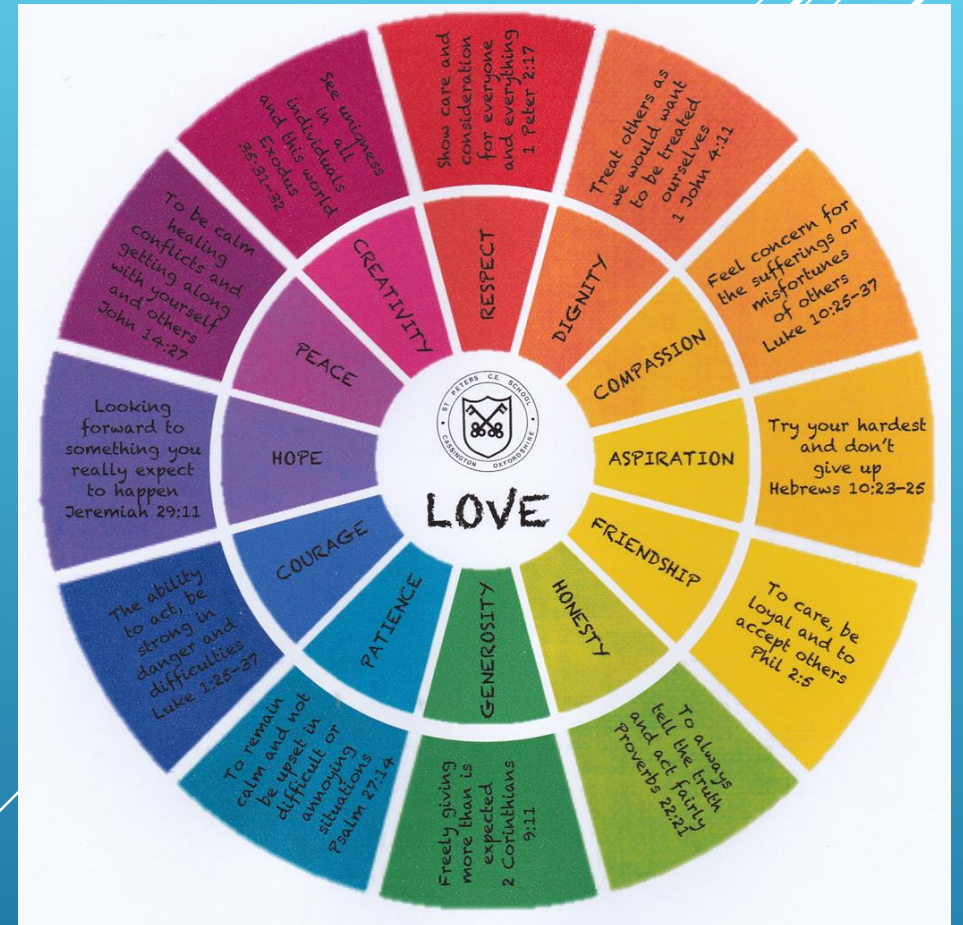 Show care and
consideration
for everyone
and everything
1 Peter 2:17
RESPECT
Treat others as
we would want
to be treated
ourselves
1 John 4:11
DIGNITY
Feel concern for
the sufferings or
misfortunes
of others
Luke 10:25-37
COMPASSION
Try your hardest
and don't
give up
Hebrews 10:23-25
ASPIRATION
To care, be
loyal and to
accept others
Phil 2:5
FRIENDSHIP
To always
tell the truth
and act fairly
Proverbs 22:21
HONESTY
Freely giving
more than is
expected
2 Corinthians
9:11
GENEROSITY
To remain
calm and not
be upset in
difficult or
annoying
situations
Psalm 27:14
PATIENCE
The ability
to act, be
strong in
danger and
difficulties
Luke 1:25-37
COURAGE
Looking
forward to
something you
really expect
to happen
Jeremiah 29:11
HOPE
To be calm
healing
conflicts and
getting along
with yourself
and others
John 14:27
PEACE
See uniqness
in all
individuals
and this world
Exodus
35:31-32
CREATIVITY
ST PETERS C.E. SCHOOL
CASSINGTON OXFORDSHIRE
LOVE